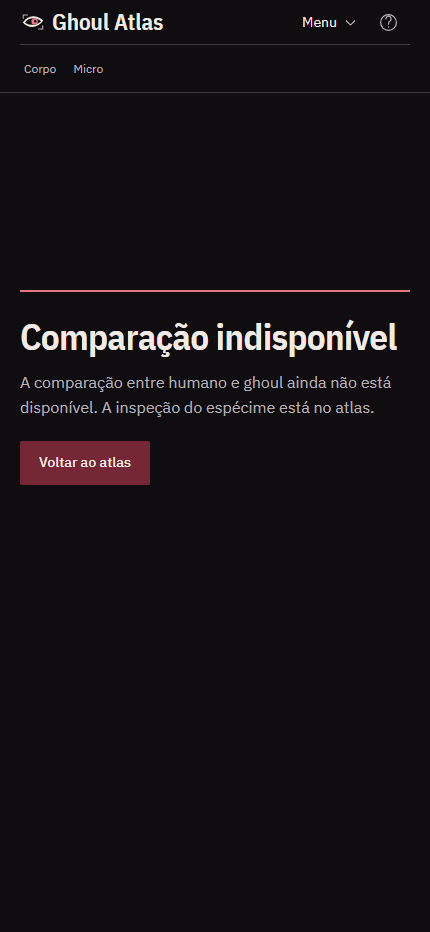 Ghoul Atlas
Menu
Corpo
Micro
Comparação indisponível
A comparação entre humano e ghoul ainda não está
disponível. A inspeção do espécime está no atlas.
Voltar ao atlas